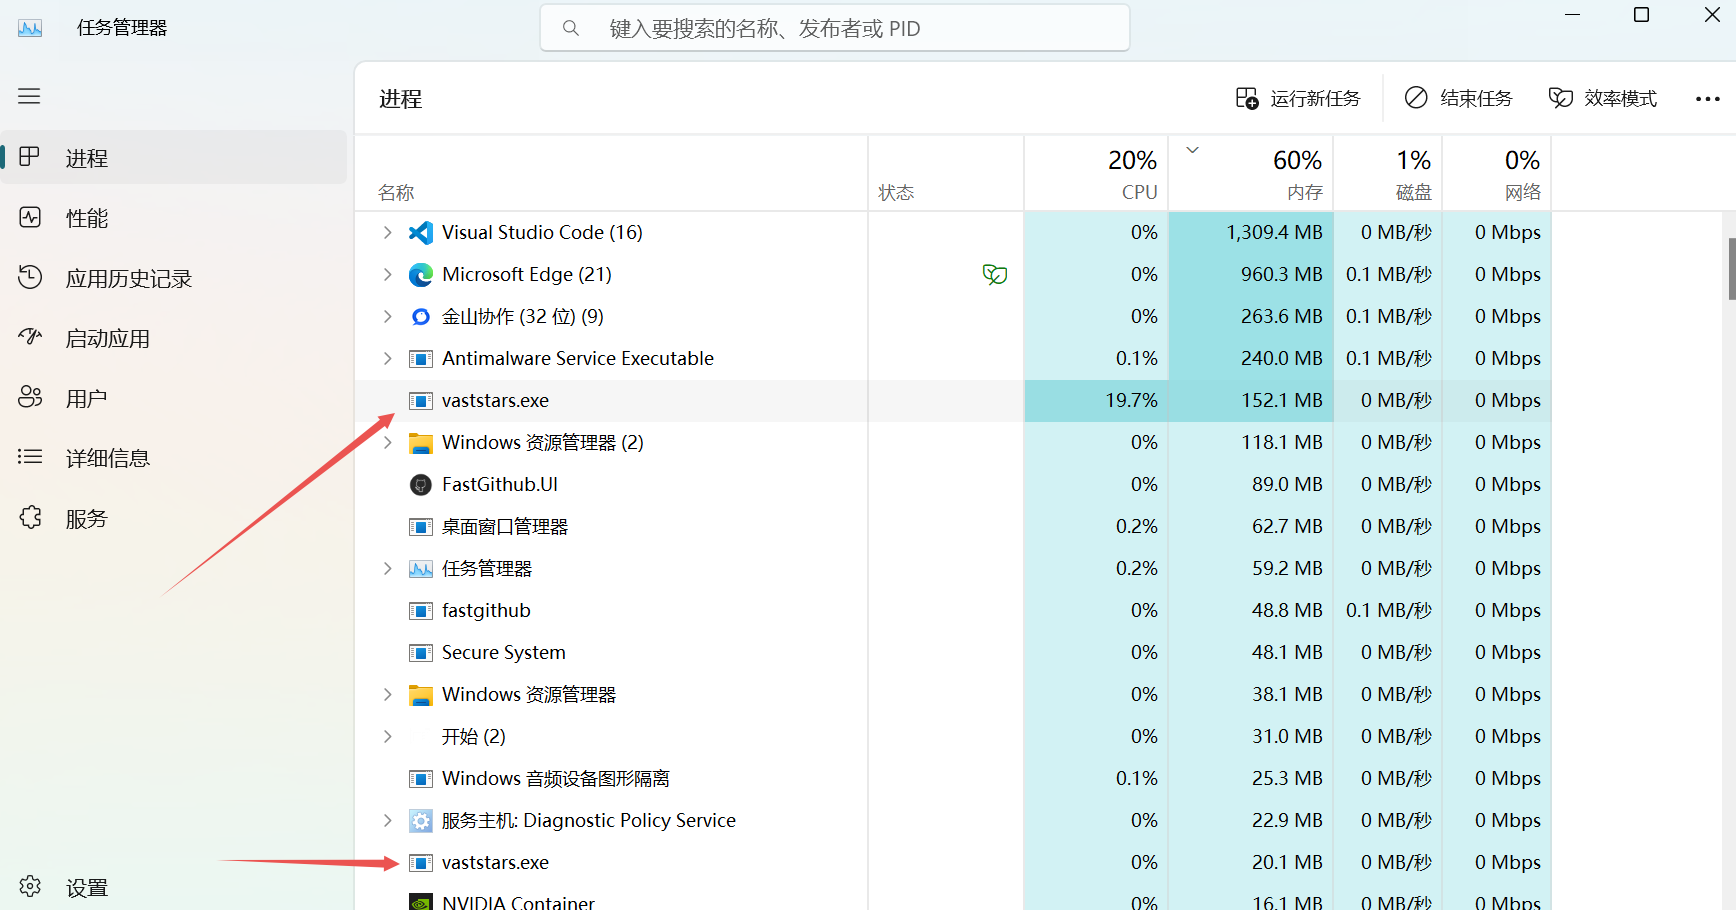 任务管理器
键入要搜索的名称、发布者或 PID
进程
运行新任务
结束任务
效率模式
进程
性能
应用历史记录
启动应用
用户
详细信息
服务
设置
20% 60% 1% 0%
名称 状态 CPU 内存 磁盘 网络
Visual Studio Code (16) 0% 1,309.4 MB 0 MB/秒 0 Mbps
Microsoft Edge (21) 0% 960.3 MB 0.1 MB/秒 0 Mbps
金山协作 (32 位) (9) 0% 263.6 MB 0.1 MB/秒 0 Mbps
Antimalware Service Executable 0.1% 240.0 MB 0.1 MB/秒 0 Mbps
vaststars.exe 19.7% 152.1 MB 0 MB/秒 0 Mbps
Windows 资源管理器 (2) 0% 118.1 MB 0 MB/秒 0 Mbps
FastGithub.UI 0% 89.0 MB 0 MB/秒 0 Mbps
桌面窗口管理器 0.2% 62.7 MB 0 MB/秒 0 Mbps
任务管理器 0.2% 59.2 MB 0 MB/秒 0 Mbps
fastgithub 0% 48.8 MB 0.1 MB/秒 0 Mbps
Secure System 0% 48.1 MB 0 MB/秒 0 Mbps
Windows 资源管理器 0% 38.1 MB 0 MB/秒 0 Mbps
开始 (2) 0% 31.0 MB 0 MB/秒 0 Mbps
Windows 音频设备图形隔离 0.1% 25.3 MB 0 MB/秒 0 Mbps
服务主机: Diagnostic Policy Service 0% 22.9 MB 0 MB/秒 0 Mbps
vaststars.exe 0% 20.1 MB 0 MB/秒 0 Mbps
NVIDIA Container 0% 16.1 MB 0 MB/秒 0 Mbps